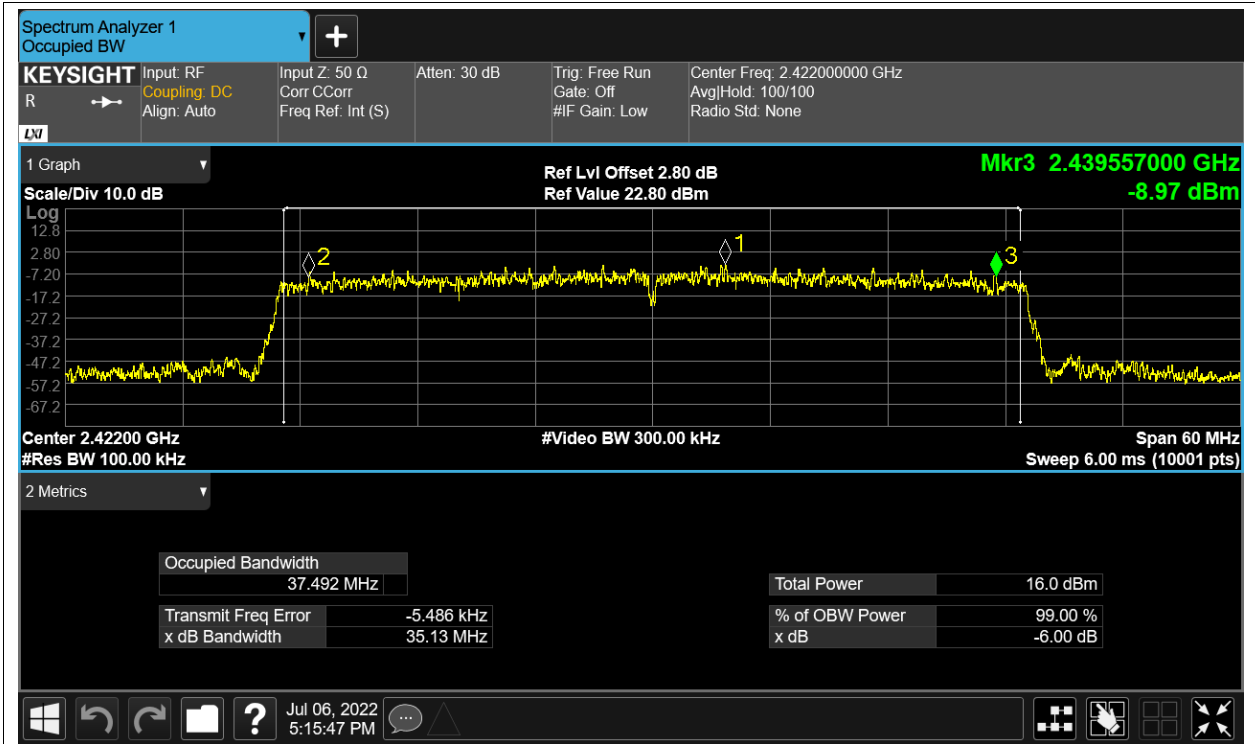 Spectrum Analyzer 1
Occupied BW
KEYSIGHT
R
LXI
Input: RF
Coupling: DC
Align: Auto
Input Z: 50 Ω
Corr CCorr
Freq Ref: Int (S)
Atten: 30 dB
Trig: Free Run
Gate: Off
#IF Gain: Low
Center Freq: 2.422000000 GHz
Avg|Hold: 100/100
Radio Std: None
1 Graph
Scale/Div 10.0 dB
Ref Lvl Offset 2.80 dB
Ref Value 22.80 dBm
Mkr3 2.439557000 GHz
-8.97 dBm
Log
12.8
2.80
-7.20
-17.2
-27.2
-37.2
-47.2
-57.2
-67.2
2
1
3
Center 2.42200 GHz
#Video BW 300.00 kHz
Span 60 MHz
#Res BW 100.00 kHz
Sweep 6.00 ms (10001 pts)
2 Metrics
Occupied Bandwidth
37.492 MHz
Transmit Freq Error -5.486 kHz
x dB Bandwidth 35.13 MHz
Total Power 16.0 dBm
% of OBW Power 99.00 %
x dB -6.00 dB
?
Jul 06, 2022
5:15:47 PM